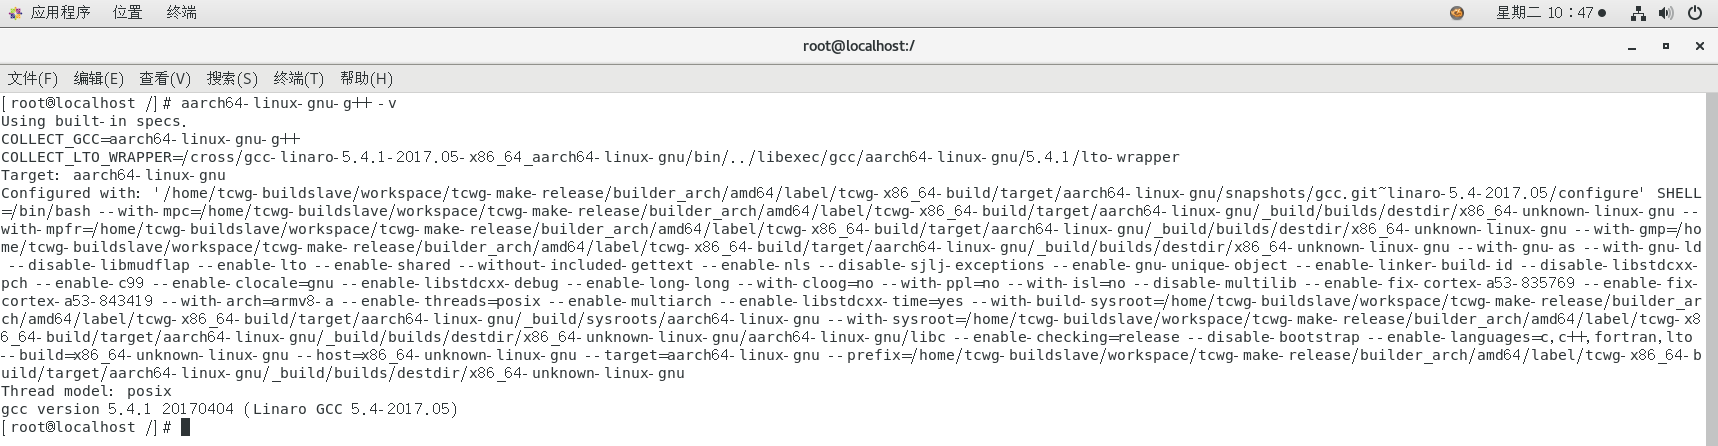 应用程序 位置 终端 星期二 10：47
root@localhost:/
文件(F) 编辑(E) 查看(V) 搜索(S) 终端(T) 帮助(H)
[root@localhost /]# aarch64-linux-gnu-g++ -v
Using built-in specs.
COLLECT_GCC=aarch64-linux-gnu-g++
COLLECT_LTO_WRAPPER=/cross/gcc-linaro-5.4.1-2017.05-x86_64_aarch64-linux-gnu/bin/../libexec/gcc/aarch64-linux-gnu/5.4.1/lto-wrapper
Target: aarch64-linux-gnu
Configured with: '/home/tcwg-buildslave/workspace/tcwg-make-release/builder_arch/amd64/label/tcwg-x86_64-build/target/aarch64-linux-gnu/snapshots/gcc.git~linaro-5.4-2017.05/configure' SHELL
=/bin/bash --with-mpc=/home/tcwg-buildslave/workspace/tcwg-make-release/builder_arch/amd64/label/tcwg-x86_64-build/target/aarch64-linux-gnu/_build/builds/destdir/x86_64-unknown-linux-gnu --
with-mpfr=/home/tcwg-buildslave/workspace/tcwg-make-release/builder_arch/amd64/label/tcwg-x86_64-build/target/aarch64-linux-gnu/_build/builds/destdir/x86_64-unknown-linux-gnu --with-gmp=/ho
me/tcwg-buildslave/workspace/tcwg-make-release/builder_arch/amd64/label/tcwg-x86_64-build/target/aarch64-linux-gnu/_build/builds/destdir/x86_64-unknown-linux-gnu --with-gnu-as --with-gnu-ld
 --disable-libmudflap --enable-lto --enable-shared --without-included-gettext --enable-nls --disable-sjlj-exceptions --enable-gnu-unique-object --enable-linker-build-id --disable-libstdcxx-
pch --enable-c99 --enable-clocale=gnu --enable-libstdcxx-debug --enable-long-long --with-cloog=no --with-ppl=no --with-isl=no --disable-multilib --enable-fix-cortex-a53-835769 --enable-fix-
cortex-a53-843419 --with-arch=armv8-a --enable-threads=posix --enable-multiarch --enable-libstdcxx-time=yes --with-build-sysroot=/home/tcwg-buildslave/workspace/tcwg-make-release/builder_ar
ch/amd64/label/tcwg-x86_64-build/target/aarch64-linux-gnu/_build/sysroots/aarch64-linux-gnu --with-sysroot=/home/tcwg-buildslave/workspace/tcwg-make-release/builder_arch/amd64/label/tcwg-x8
6_64-build/target/aarch64-linux-gnu/_build/builds/destdir/x86_64-unknown-linux-gnu/aarch64-linux-gnu/libc --enable-checking=release --disable-bootstrap --enable-languages=c,c++,fortran,lto
--build=x86_64-unknown-linux-gnu --host=x86_64-unknown-linux-gnu --target=aarch64-linux-gnu --prefix=/home/tcwg-buildslave/workspace/tcwg-make-release/builder_arch/amd64/label/tcwg-x86_64-b
uild/target/aarch64-linux-gnu/_build/builds/destdir/x86_64-unknown-linux-gnu
Thread model: posix
gcc version 5.4.1 20170404 (Linaro GCC 5.4-2017.05)
[root@localhost /]#